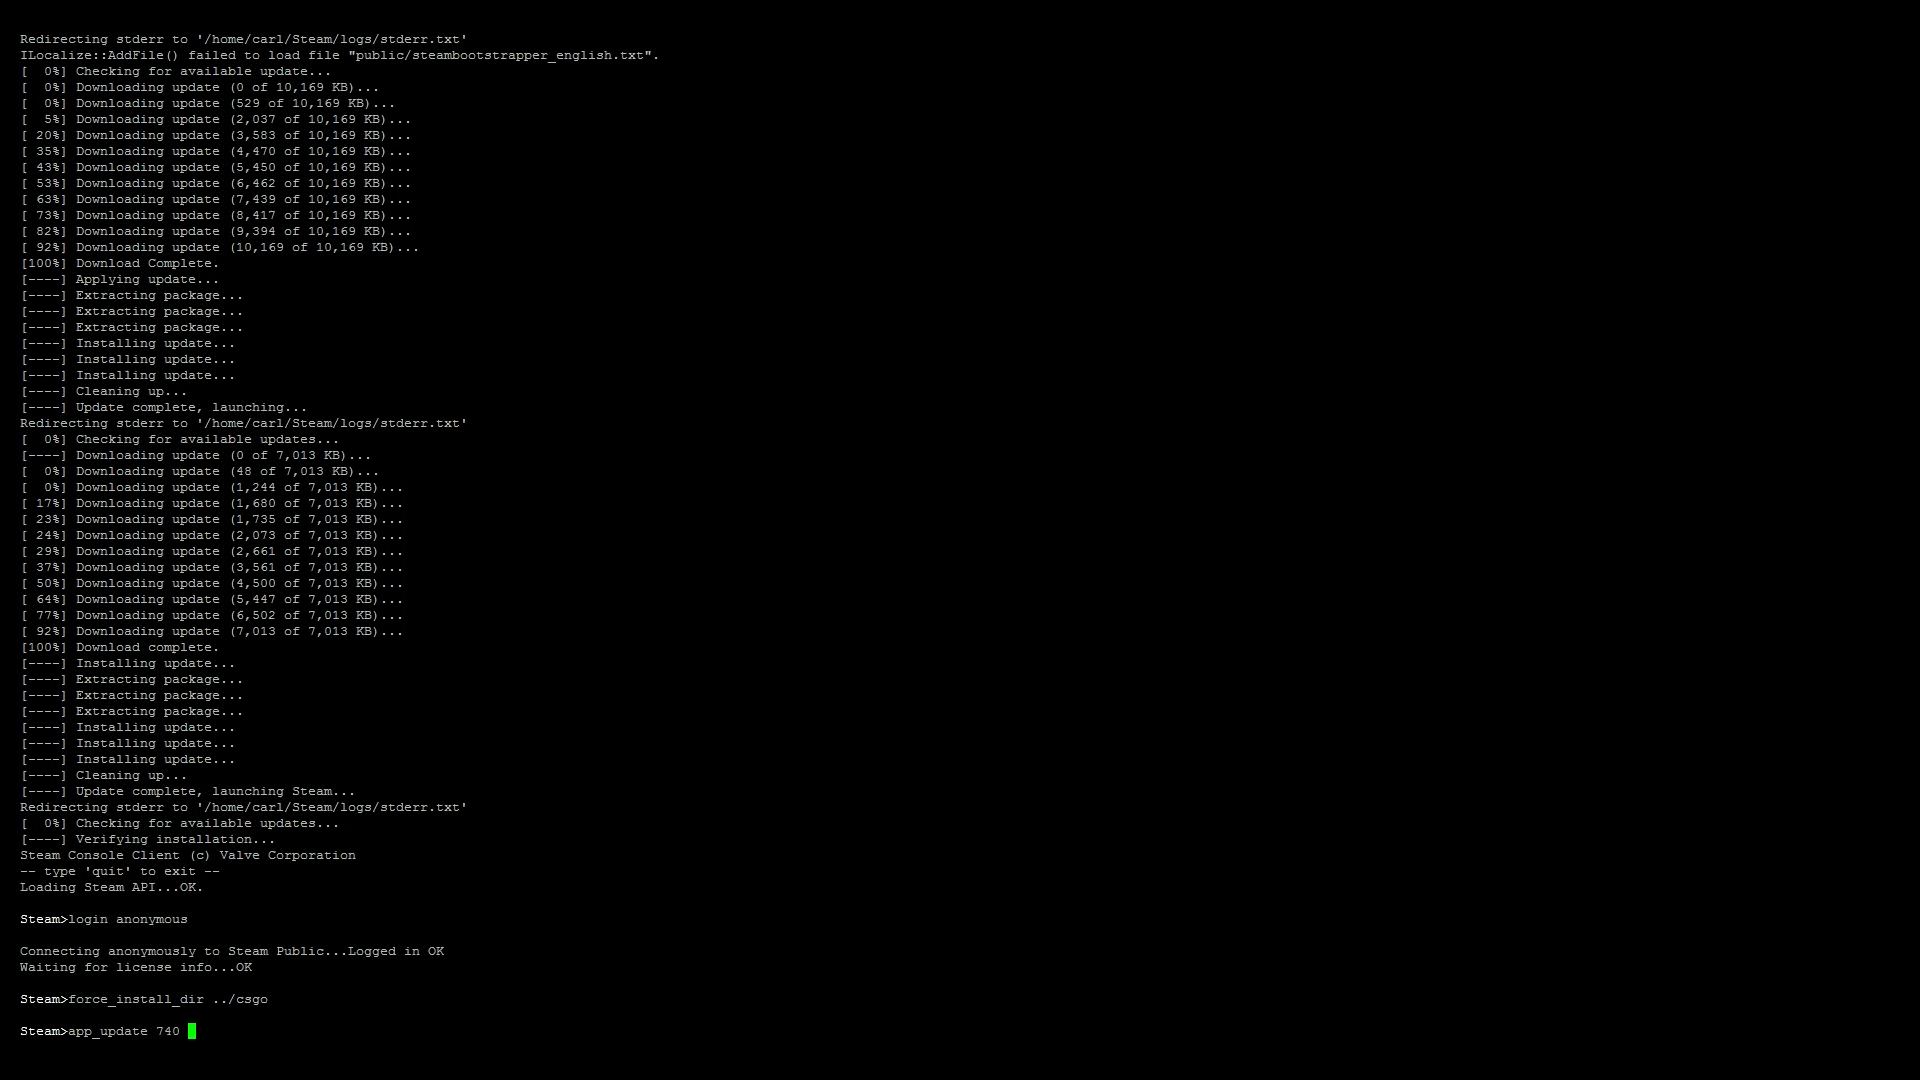 Redirecting stderr to '/home/carl/Steam/logs/stderr.txt'
ILocalize::AddFile() failed to load file "public/steambootstrapper_english.txt".
[  0%] Checking for available update...
[  0%] Downloading update (0 of 10,169 KB)...
[  0%] Downloading update (529 of 10,169 KB)...
[  5%] Downloading update (2,037 of 10,169 KB)...
[ 20%] Downloading update (3,583 of 10,169 KB)...
[ 35%] Downloading update (4,470 of 10,169 KB)...
[ 43%] Downloading update (5,450 of 10,169 KB)...
[ 53%] Downloading update (6,462 of 10,169 KB)...
[ 63%] Downloading update (7,439 of 10,169 KB)...
[ 73%] Downloading update (8,417 of 10,169 KB)...
[ 82%] Downloading update (9,394 of 10,169 KB)...
[ 92%] Downloading update (10,169 of 10,169 KB)...
[100%] Download Complete.
[----] Applying update...
[----] Extracting package...
[----] Extracting package...
[----] Extracting package...
[----] Installing update...
[----] Installing update...
[----] Installing update...
[----] Cleaning up...
[----] Update complete, launching...
Redirecting stderr to '/home/carl/Steam/logs/stderr.txt'
[  0%] Checking for available updates...
[----] Downloading update (0 of 7,013 KB)...
[  0%] Downloading update (48 of 7,013 KB)...
[  0%] Downloading update (1,244 of 7,013 KB)...
[ 17%] Downloading update (1,680 of 7,013 KB)...
[ 23%] Downloading update (1,735 of 7,013 KB)...
[ 24%] Downloading update (2,073 of 7,013 KB)...
[ 29%] Downloading update (2,661 of 7,013 KB)...
[ 37%] Downloading update (3,561 of 7,013 KB)...
[ 50%] Downloading update (4,500 of 7,013 KB)...
[ 64%] Downloading update (5,447 of 7,013 KB)...
[ 77%] Downloading update (6,502 of 7,013 KB)...
[ 92%] Downloading update (7,013 of 7,013 KB)...
[100%] Download complete.
[----] Installing update...
[----] Extracting package...
[----] Extracting package...
[----] Extracting package...
[----] Installing update...
[----] Installing update...
[----] Installing update...
[----] Cleaning up...
[----] Update complete, launching Steam...
Redirecting stderr to '/home/carl/Steam/logs/stderr.txt'
[  0%] Checking for available updates...
[----] Verifying installation...
Steam Console Client (c) Valve Corporation
-- type 'quit' to exit --
Loading Steam API...OK.
Steam>login anonymous
Connecting anonymously to Steam Public...Logged in OK
Waiting for license info...OK
Steam>force_install_dir ../csgo
Steam>app_update 740